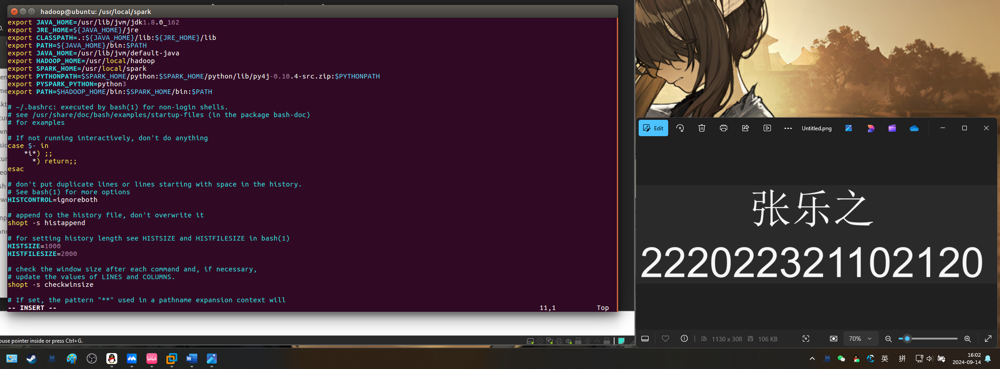 hadoop@ubuntu: /usr/local/spark
export JAVA_HOME=/usr/lib/jvm/jdk1.8.0_162
export JRE_HOME=${JAVA_HOME}/jre
export CLASSPATH=.:${JAVA_HOME}/lib:${JRE_HOME}/lib
export PATH=${JAVA_HOME}/bin:$PATH
export JAVA_HOME=/usr/lib/jvm/default-java
export HADOOP_HOME=/usr/local/hadoop
export SPARK_HOME=/usr/local/spark
export PYTHONPATH=$SPARK_HOME/python:$SPARK_HOME/python/lib/py4j-0.10.4-src.zip:$PYTHONPATH
export PYSPARK_PYTHON=python3
export PATH=$HADOOP_HOME/bin:$SPARK_HOME/bin:$PATH
# ~/.bashrc: executed by bash(1) for non-login shells.
# see /usr/share/doc/bash/examples/startup-files (in the package bash-doc)
# for examples
# If not running interactively, don't do anything
case $- in
*i*) ;;
*) return;;
esac
# don't put duplicate lines or lines starting with space in the history.
# See bash(1) for more options
HISTCONTROL=ignoreboth
# append to the history file, don't overwrite it
shopt -s histappend
# for setting history length see HISTSIZE and HISTFILESIZE in bash(1)
HISTSIZE=1000
HISTFILESIZE=2000
# check the window size after each command and, if necessary,
# update the values of LINES and COLUMNS.
shopt -s checkwinsize
# If set, the pattern "**" used in a pathname expansion context will
-- INSERT -- 11,1 Top
Edit Untitled.png
张乐之
222022321102120
1130 x 308 106 KB 70%
ouse pointer inside or press Ctrl+G.
英 拼 16:02
2024-09-14